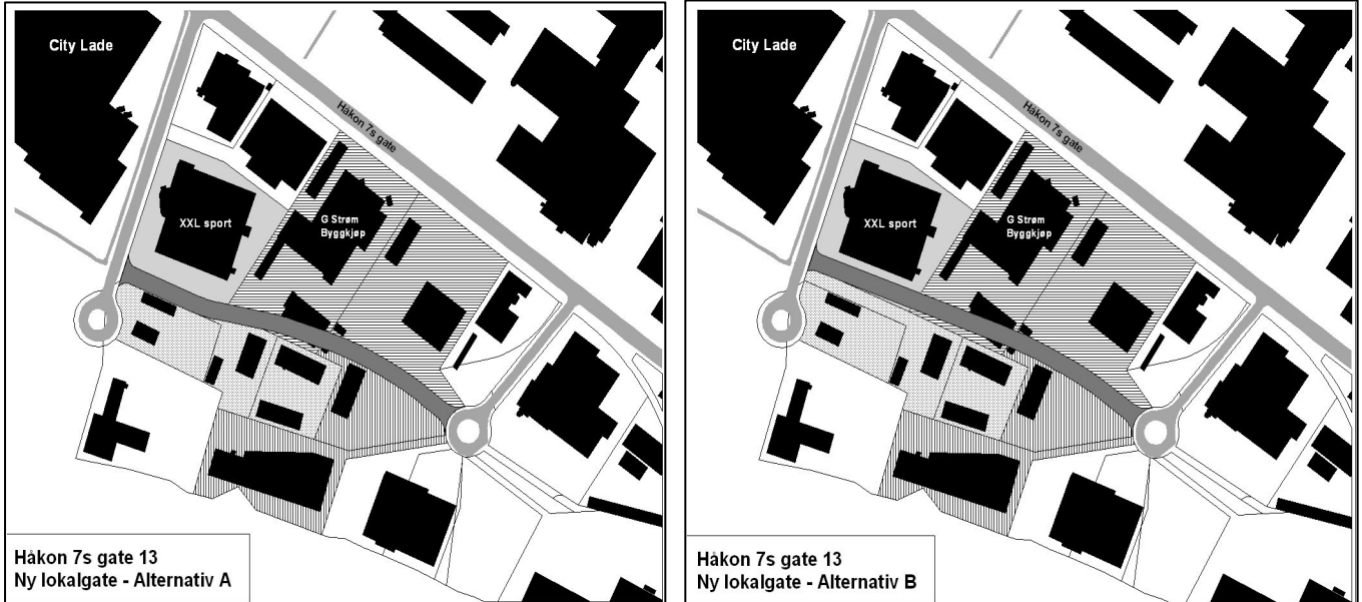 City Lade
Håkon 7s gate
XXL sport
G Strøm
Byggkjøp
Håkon 7s gate 13
Ny lokalgate - Alternativ A
City Lade
Håkon 7s gate
XXL sport
G Strøm
Byggkjøp
Håkon 7s gate 13
Ny lokalgate - Alternativ B